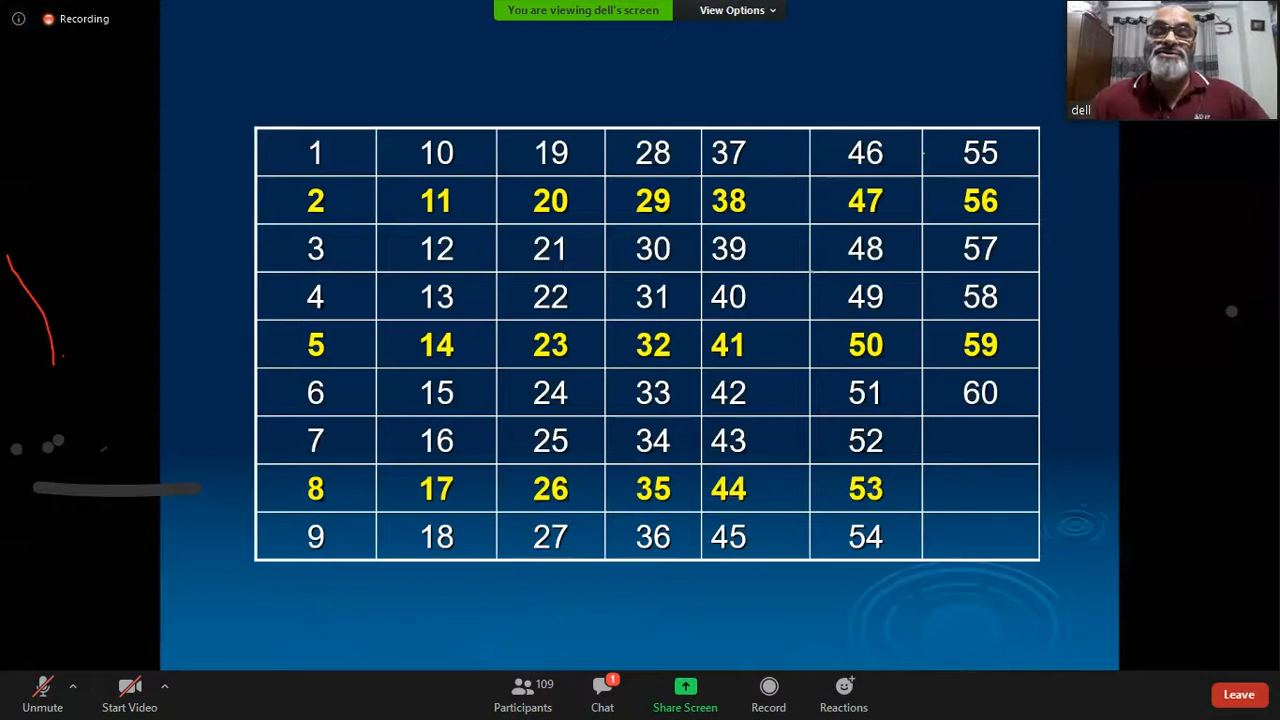 Recording
You are viewing dell's screen
View Options
dell
1 10 19 28 37 46 55
2 11 20 29 38 47 56
3 12 21 30 39 48 57
4 13 22 31 40 49 58
5 14 23 32 41 50 59
6 15 24 33 42 51 60
7 16 25 34 43 52
8 17 26 35 44 53
9 18 27 36 45 54
109
1
Unmute
Start Video
Participants
Chat
Share Screen
Record
Reactions
Leave